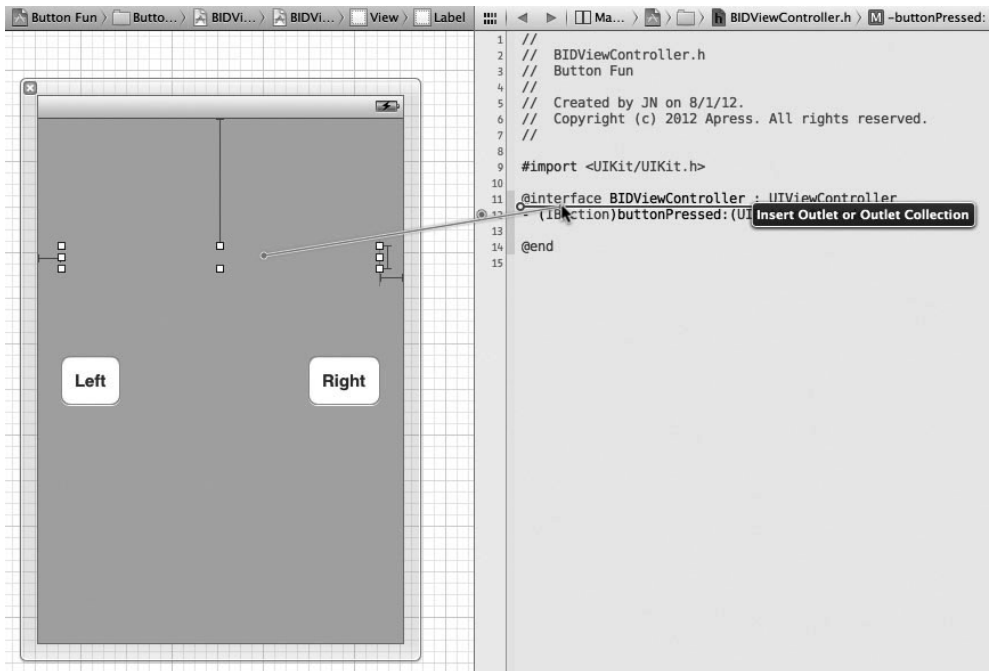 Button Fun Butto... BIDVi... BIDVi... View Label
Ma... BIDViewController.h M -buttonPressed:
1 //
2 // BIDViewController.h
3 // Button Fun
4 //
5 // Created by JN on 8/1/12.
6 // Copyright (c) 2012 Apress. All rights reserved.
7 //
8
9 #import <UIKit/UIKit.h>
10
11 @interface BIDViewController : UIViewController
- (IBAction)buttonPressed:(UI
Insert Outlet or Outlet Collection
13
14 @end
15
Left
Right